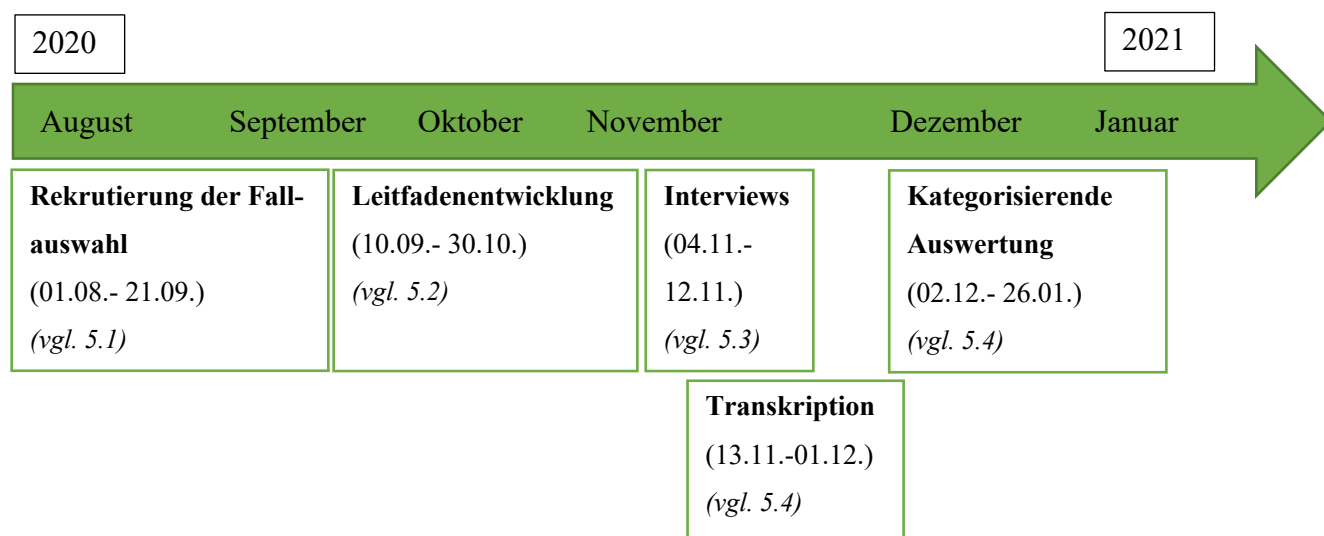 2020
2021
August September Oktober November Dezember Januar
Rekrutierung der Fall-
auswahl
(01.08.- 21.09.)
(vgl. 5.1)
Leitfadenentwicklung
(10.09.- 30.10.)
(vgl. 5.2)
Interviews
(04.11.-
12.11.)
(vgl. 5.3)
Kategorisierende
Auswertung
(02.12.- 26.01.)
(vgl. 5.4)
Transkription
(13.11.-01.12.)
(vgl. 5.4)